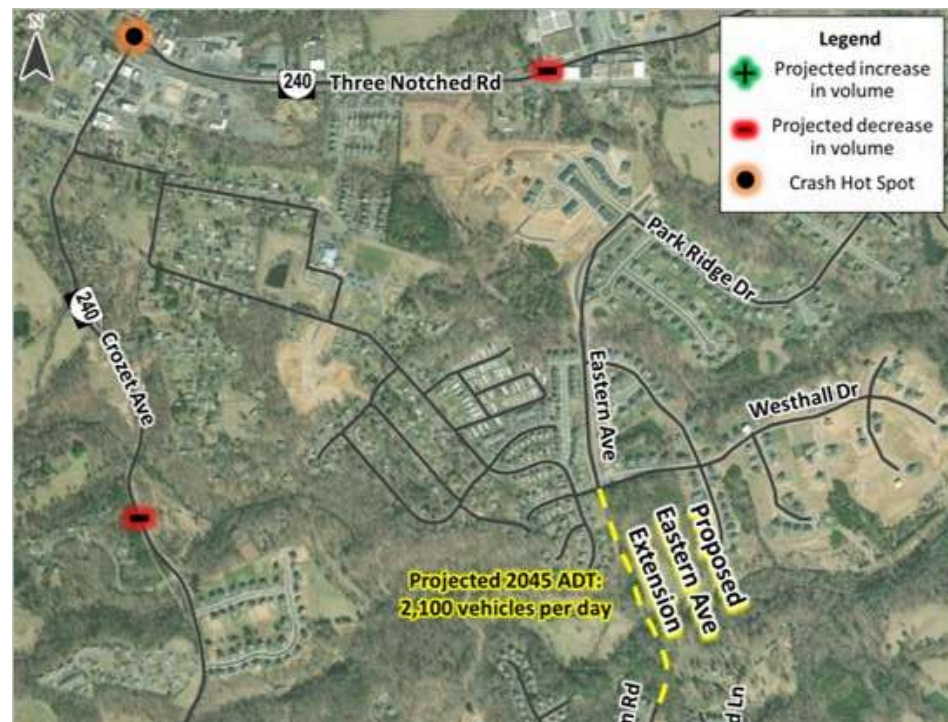 N
Legend
Projected increase
in volume
Projected decrease
in volume
Crash Hot Spot
240
Three Notched Rd
Park Ridge Dr
240
Crozet Ave
Eastern Ave
Westhall Dr
Proposed
Eastern Ave
Extension
Projected 2045 ADT:
2,100 vehicles per day
Rd
Ln